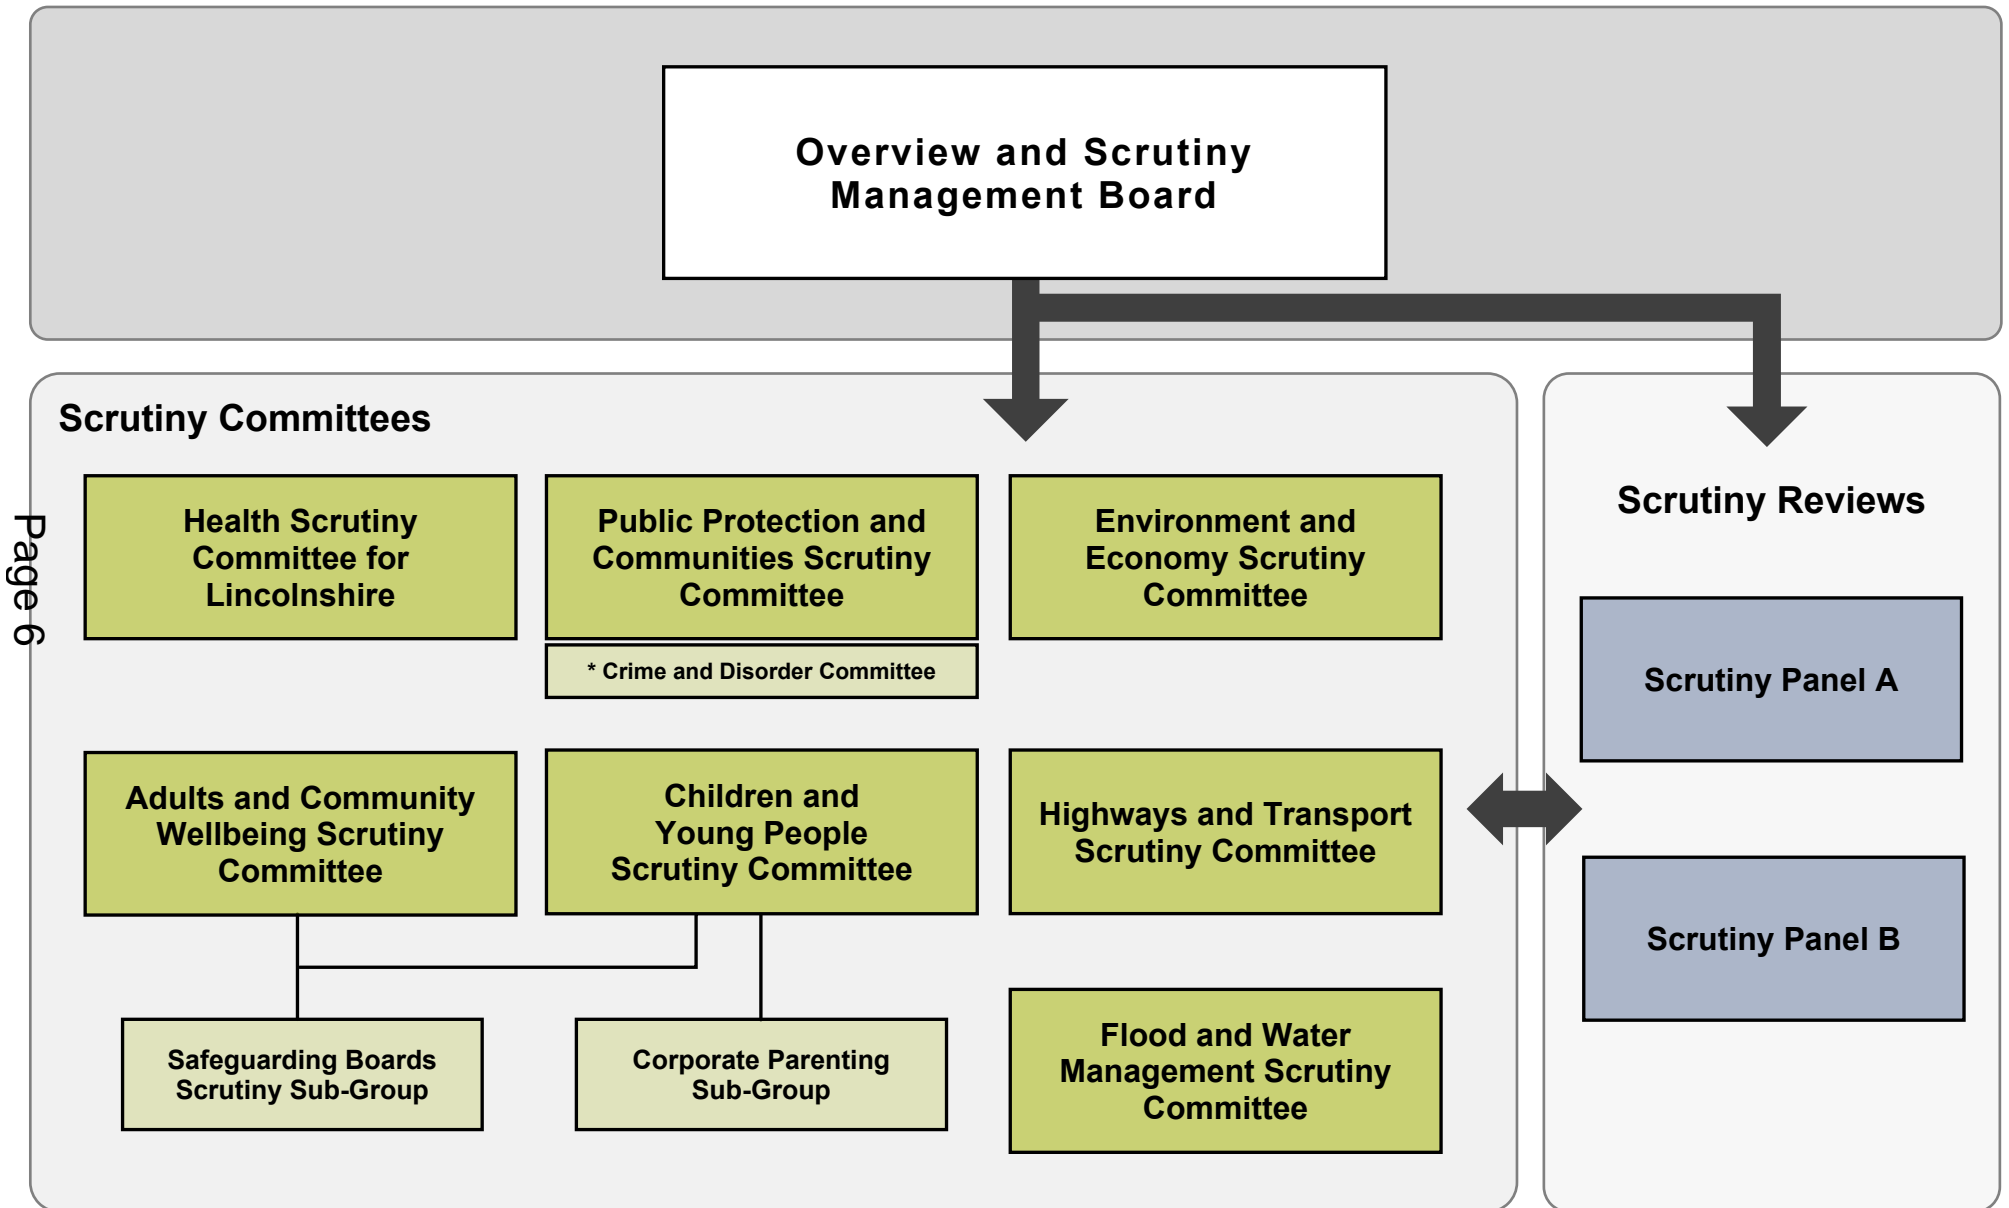 Overview and Scrutiny
Management Board
Scrutiny Committees
Health Scrutiny
Committee for
Lincolnshire
Public Protection and
Communities Scrutiny
Committee
* Crime and Disorder Committee
Environment and
Economy Scrutiny
Committee
Adults and Community
Wellbeing Scrutiny
Committee
Children and
Young People
Scrutiny Committee
Highways and Transport
Scrutiny Committee
Safeguarding Boards
Scrutiny Sub-Group
Corporate Parenting
Sub-Group
Flood and Water
Management Scrutiny
Committee
Scrutiny Reviews
Scrutiny Panel A
Scrutiny Panel B
Page 6